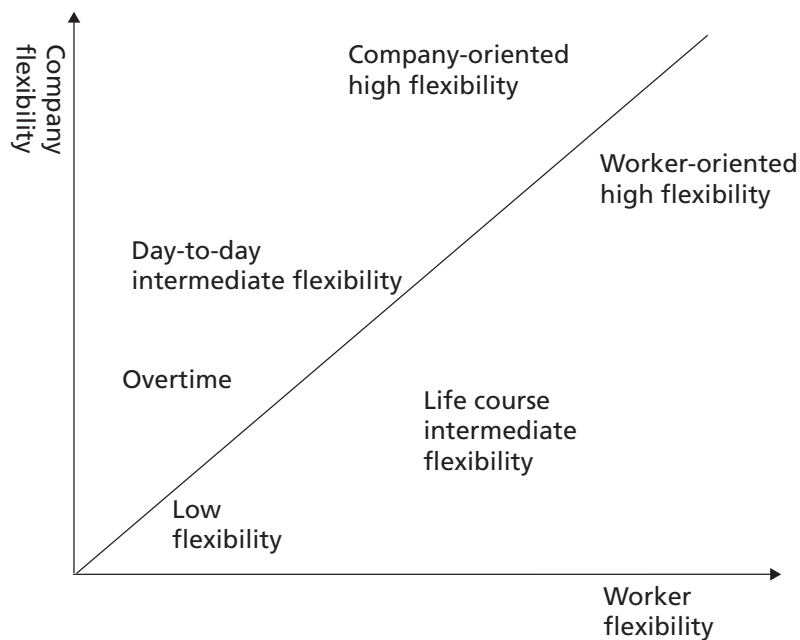 Company
flexibility
Company-oriented
high flexibility
Worker-oriented
high flexibility
Day-to-day
intermediate flexibility
Overtime
Life course
intermediate
flexibility
Low
flexibility
Worker
flexibility